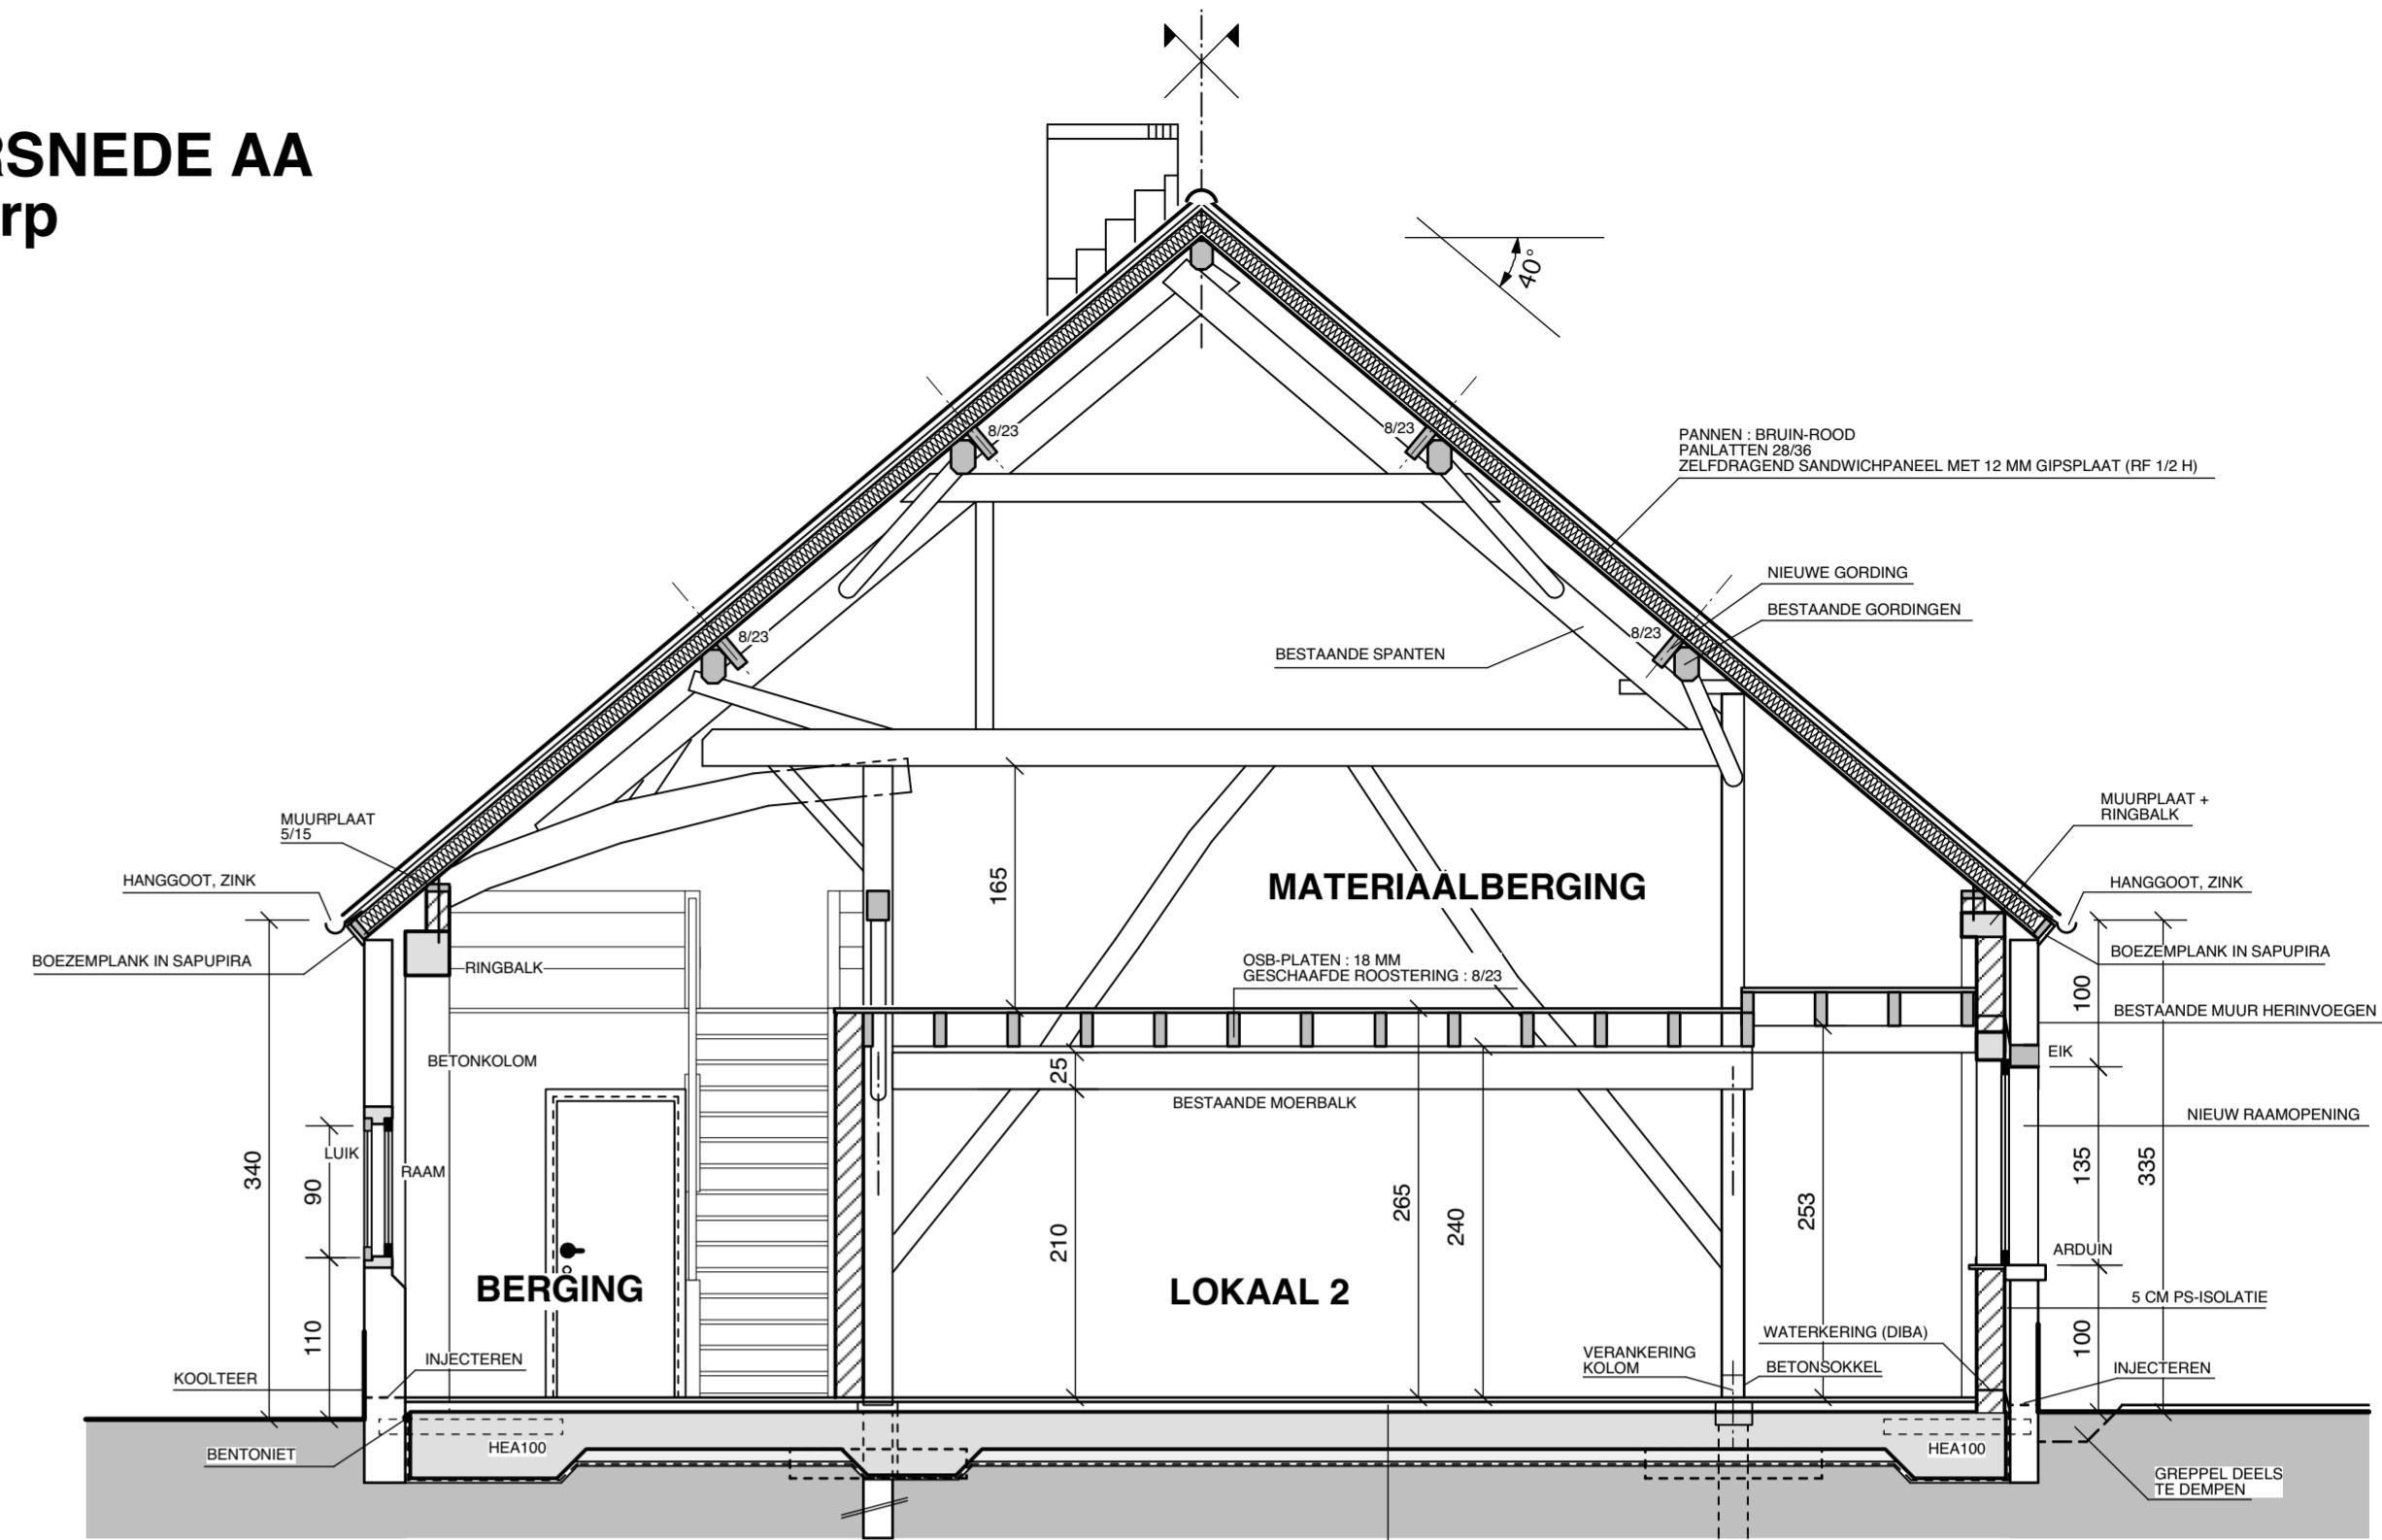 RSNEDE AA
rp
40°
8/23
8/23
PANNEN : BRUIN-ROOD
PANLATTEN 28/36
ZELFDRAGEND SANDWICHPANEEL MET 12 MM GIPSPLAAT (RF 1/2 H)
NIEUWE GORDING
BESTAANDE GORDINGEN
8/23
8/23
BESTAANDE SPANTEN
MUURPLAAT
5/15
MUURPLAAT +
RINGBALK
HANGGOOT, ZINK
165
MATERIAALBERGING
HANGGOOT, ZINK
BOEZEMPLANK IN SAPUPIRA
RINGBALK
OSB-PLATEN : 18 MM
GESCHAAFDE ROOSTERING : 8/23
BOEZEMPLANK IN SAPUPIRA
100
BESTAANDE MUUR HERINVOEGEN
BETONKOLOM
25
EIK
BESTAANDE MOERBALK
NIEUW RAAMOPENING
340
LUIK
90
RAAM
210
265
240
253
135
335
ARDUIN
BERGING
LOKAAL 2
5 CM PS-ISOLATIE
110
WATERKERING (DIBA)
100
KOOLTEER
INJECTEREN
VERANKERING
KOLOM
BETONSOKKEL
INJECTEREN
BENTONIET
HEA100
HEA100
GREPPEL DEELS
TE DEMPEN